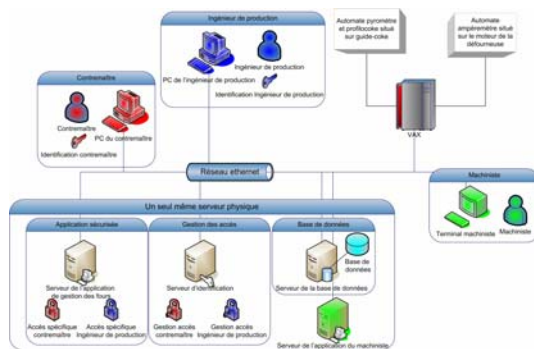 Ingénieur de production
Ingénieur de production
PC de l'ingénieur de production
Identification Ingénieur de production
Automate pyromètre
et profilocoke situé
sur guide-coke
Automate
ampèremètre situé
sur le moteur de la
défourneuse
Contremaître
Contremaître
PC du contremaître
Identification contremaître
VAX
Réseau ethernet
Machiniste
Terminal machiniste
Machiniste
Un seul même serveur physique
Application sécurisée
Serveur de l'application
de gestion des fours
Accès spécifique
contremaître
Accès spécifique
Ingénieur de production
Gestion des accès
Serveur d'identification
Gestion accès
contremaître
Gestion accès
Ingénieur de production
Base de données
Base de
données
Serveur de la base de données
Serveur de l'application du machiniste